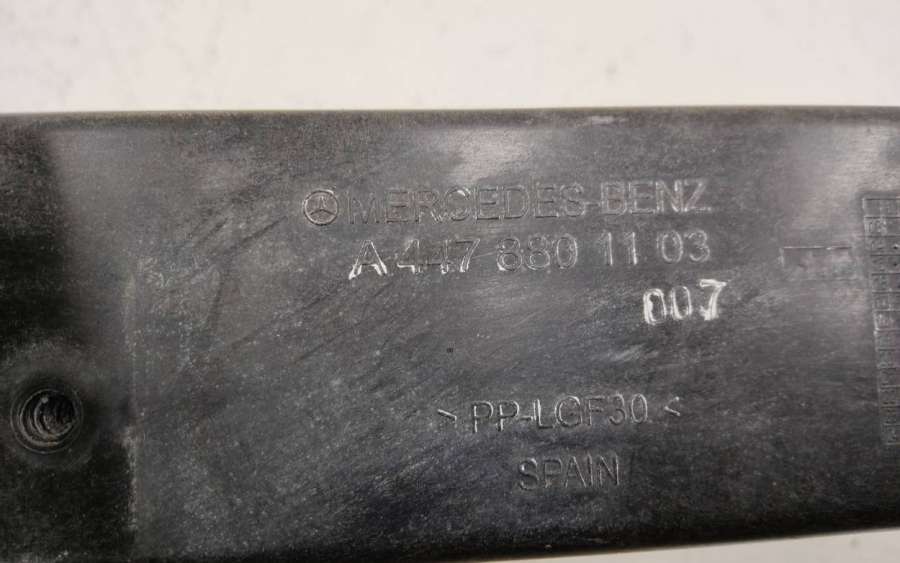 MERCEDES-BENZ
A 447 880 11 03
007
> PP-LGF30 <
SPAIN